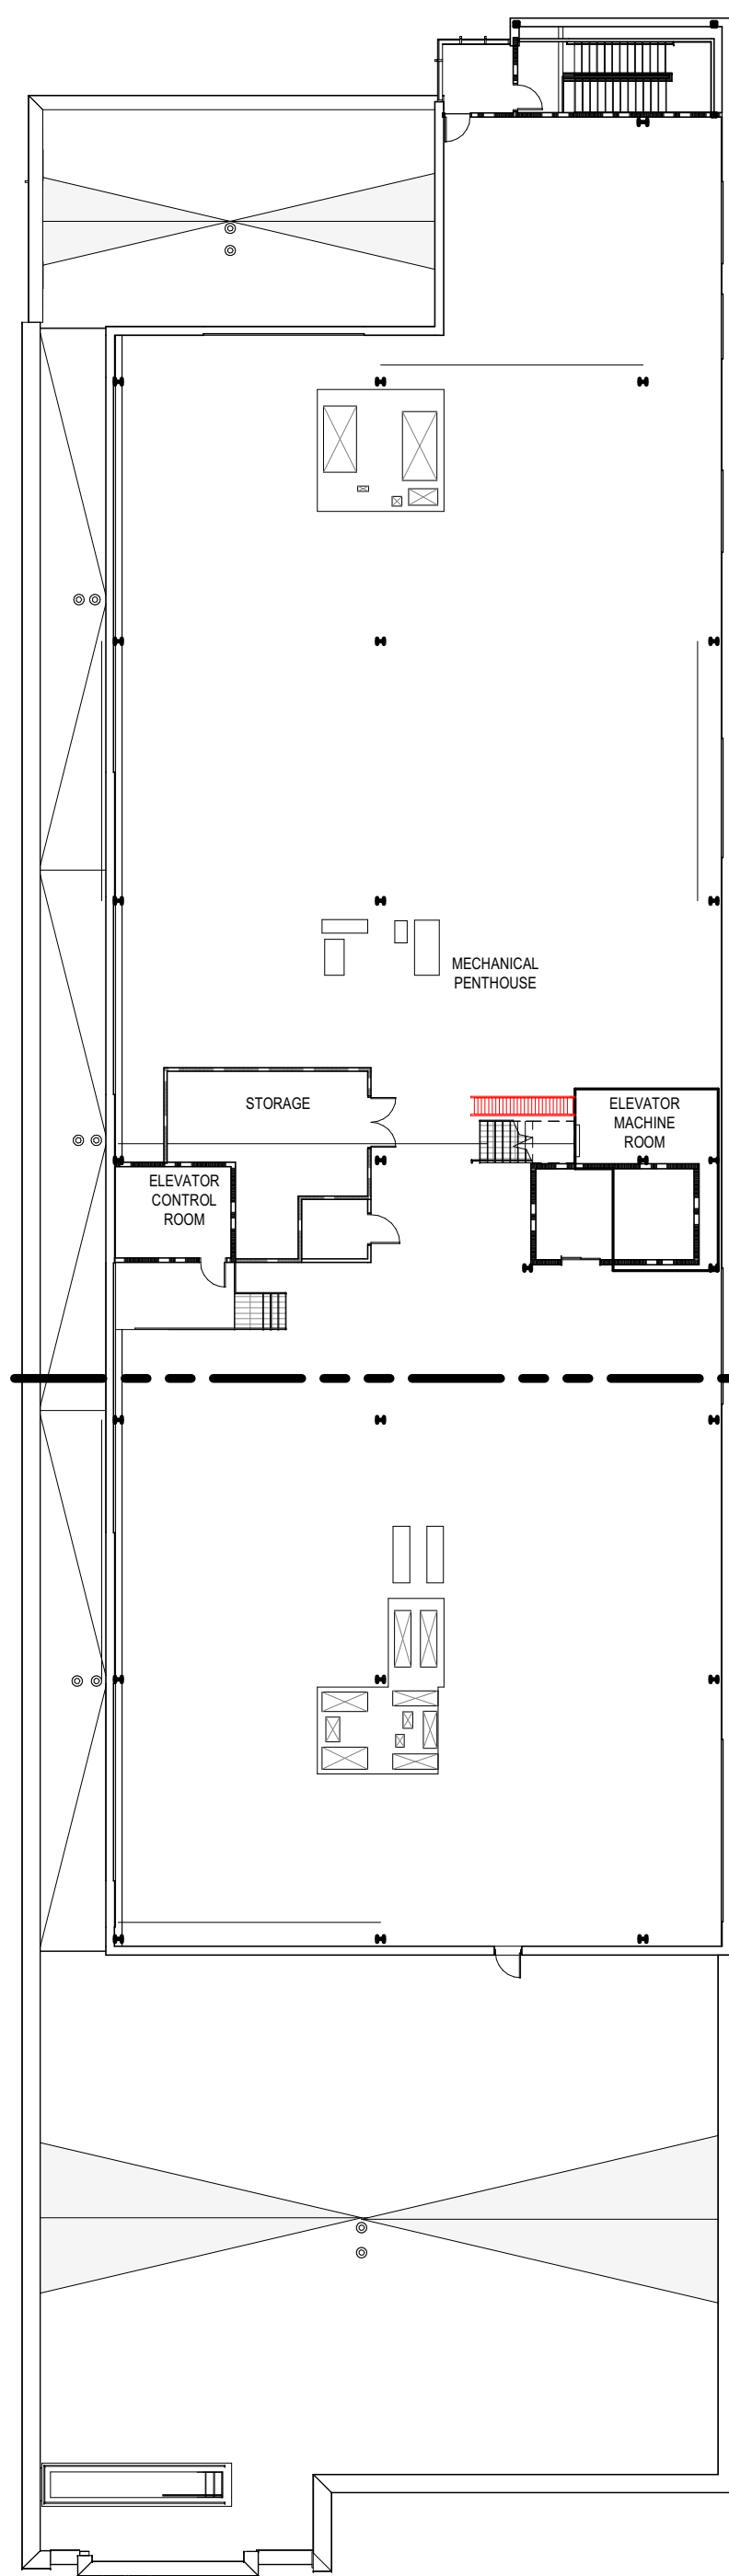 MECHANICAL
PENTHOUSE
STORAGE
ELEVATOR
MACHINE
ROOM
ELEVATOR
CONTROL
ROOM